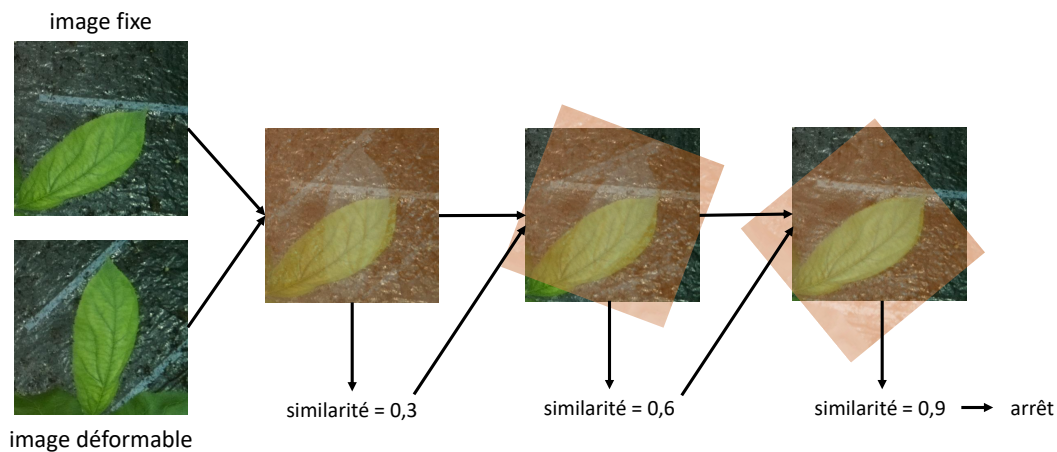 image fixe
image déformable
similarité = 0,3
similarité = 0,6
similarité = 0,9
arrêt